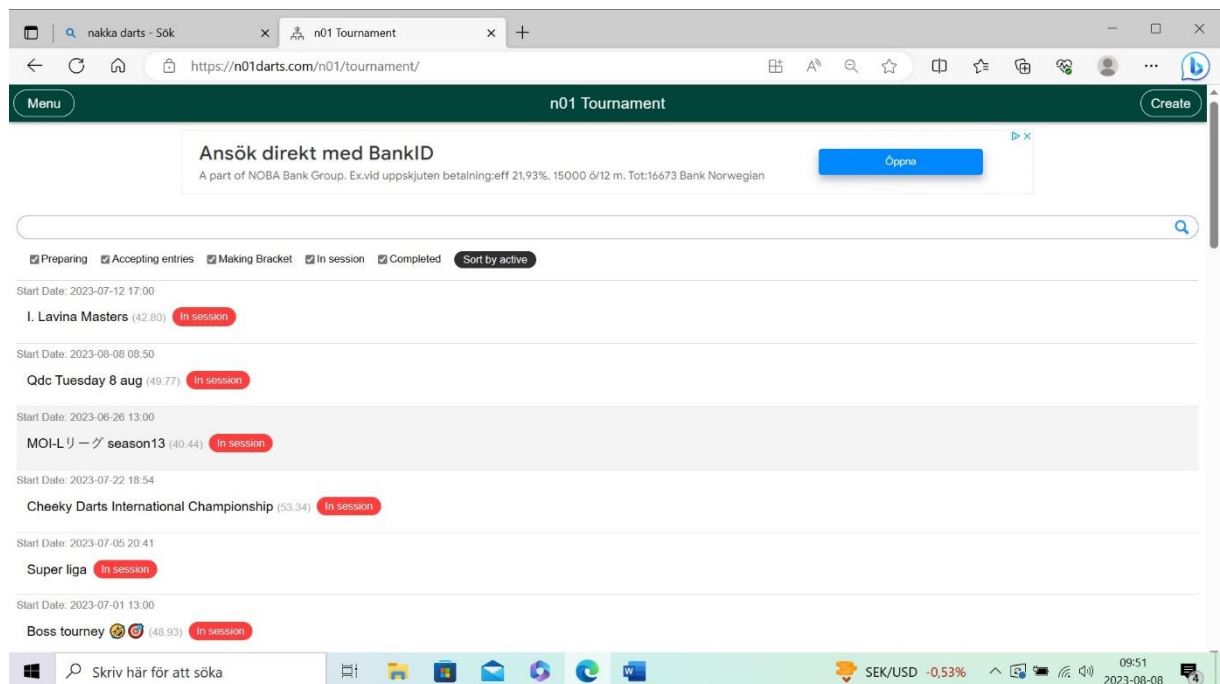 nakka darts - Sök
n01 Tournament
https://n01darts.com/n01/tournament/
Menu
n01 Tournament
Create
Ansök direkt med BankID
A part of NOBA Bank Group. Ex.vid uppskjuten betalning:eff 21,93%. 15000 ö/12 m. Tot:16673 Bank Norwegian
Öppna
Preparing Accepting entries Making Bracket In session Completed Sort by active
Start Date: 2023-07-12 17:00
I. Lavina Masters (42.80) In session
Start Date: 2023-08-08 08:50
Qdc Tuesday 8 aug (49.77) In session
Start Date: 2023-06-26 13:00
MOI-Lリーグ season13 (40.44) In session
Start Date: 2023-07-22 18:54
Cheeky Darts International Championship (53.34) In session
Start Date: 2023-07-05 20:41
Super liga In session
Start Date: 2023-07-01 13:00
Boss tourney 🥳🎯 (48.93) In session
Skriv här för att söka
SEK/USD -0,53%
09:51
2023-08-08
4